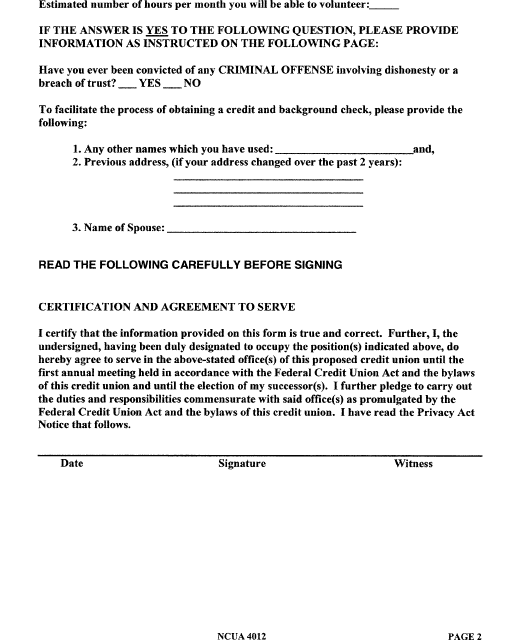 Estimated number of hours per month you will be able to volunteer:_____
IF THE ANSWER IS YES TO THE FOLLOWING QUESTION, PLEASE PROVIDE
INFORMATION AS INSTRUCTED ON THE FOLLOWING PAGE:
Have you ever been convicted of any CRIMINAL OFFENSE involving dishonesty or a
breach of trust? ___ YES ___ NO
To facilitate the process of obtaining a credit and background check, please provide the
following:
1. Any other names which you have used: _______________________and,
2. Previous address, (if your address changed over the past 2 years):
_______________________________
_______________________________
_______________________________
3. Name of Spouse: _______________________________
READ THE FOLLOWING CAREFULLY BEFORE SIGNING
CERTIFICATION AND AGREEMENT TO SERVE
I certify that the information provided on this form is true and correct. Further, I, the
undersigned, having been duly designated to occupy the position(s) indicated above, do
hereby agree to serve in the above-stated office(s) of this proposed credit union until the
first annual meeting held in accordance with the Federal Credit Union Act and the bylaws
of this credit union and until the election of my successor(s). I further pledge to carry out
the duties and responsibilities commensurate with said office(s) as promulgated by the
Federal Credit Union Act and the bylaws of this credit union. I have read the Privacy Act
Notice that follows.
Date Signature Witness
NCUA 4012 PAGE 2